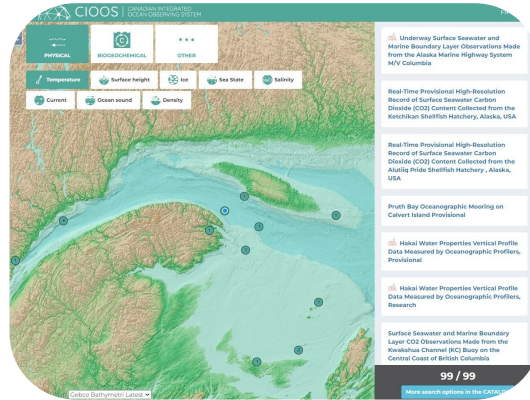 CIOOS
CANADIAN INTEGRATED
OCEAN OBSERVING SYSTEM
PHYSICAL
BIOGEOCHEMICAL
OTHER
Temperature
Surface height
Ice
Sea State
Salinity
Current
Ocean sound
Density
Underway Surface Seawater and
Marine Boundary Layer Observations Made
from the Alaska Marine Highway System
M/V Columbia
Real-Time Provisional High-Resolution
Record of Surface Seawater Carbon
Dioxide (CO2) Content Collected from the
Ketchikan Shellfish Hatchery, Alaska, USA
Real-Time Provisional High-Resolution
Record of Surface Seawater Carbon
Dioxide (CO2) Content Collected from the
Alutiiq Pride Shellfish Hatchery , Alaska,
USA
Pruth Bay Oceanographic Mooring on
Calvert Island Provisional
Hakai Water Properties Vertical Profile
Data Measured by Oceanographic Profilers,
Provisional
Hakai Water Properties Vertical Profile
Data Measured by Oceanographic Profilers,
Research
Surface Seawater and Marine Boundary
Layer CO2 Observations Made from the
Kwakshua Channel (KC) Buoy on the
Central Coast of British Columbia
99 / 99
More search options in the CATALO
Gebco Bathymetri Latest